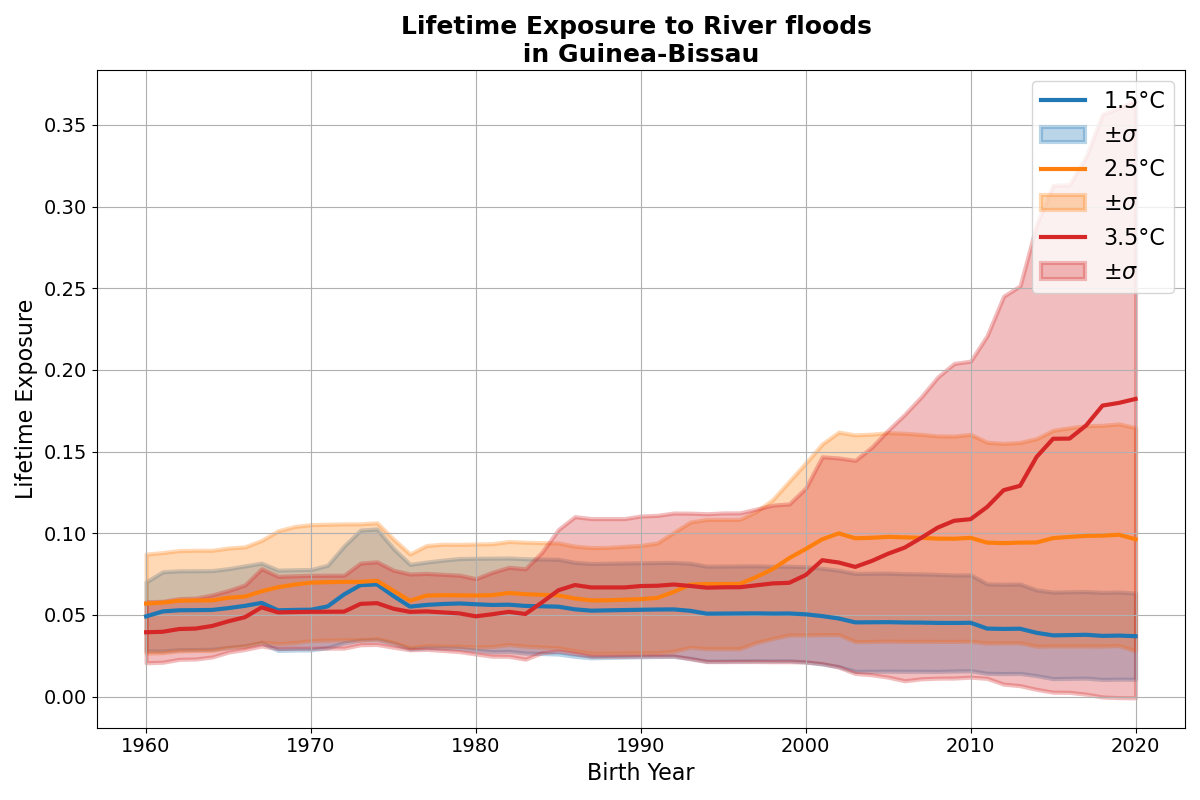 Lifetime Exposure to River floods
in Guinea-Bissau
1.5°C
±σ
2.5°C
±σ
3.5°C
±σ
Lifetime Exposure
0.35
0.30
0.25
0.20
0.15
0.10
0.05
0.00
1960
1970
1980
1990
2000
2010
2020
Birth Year